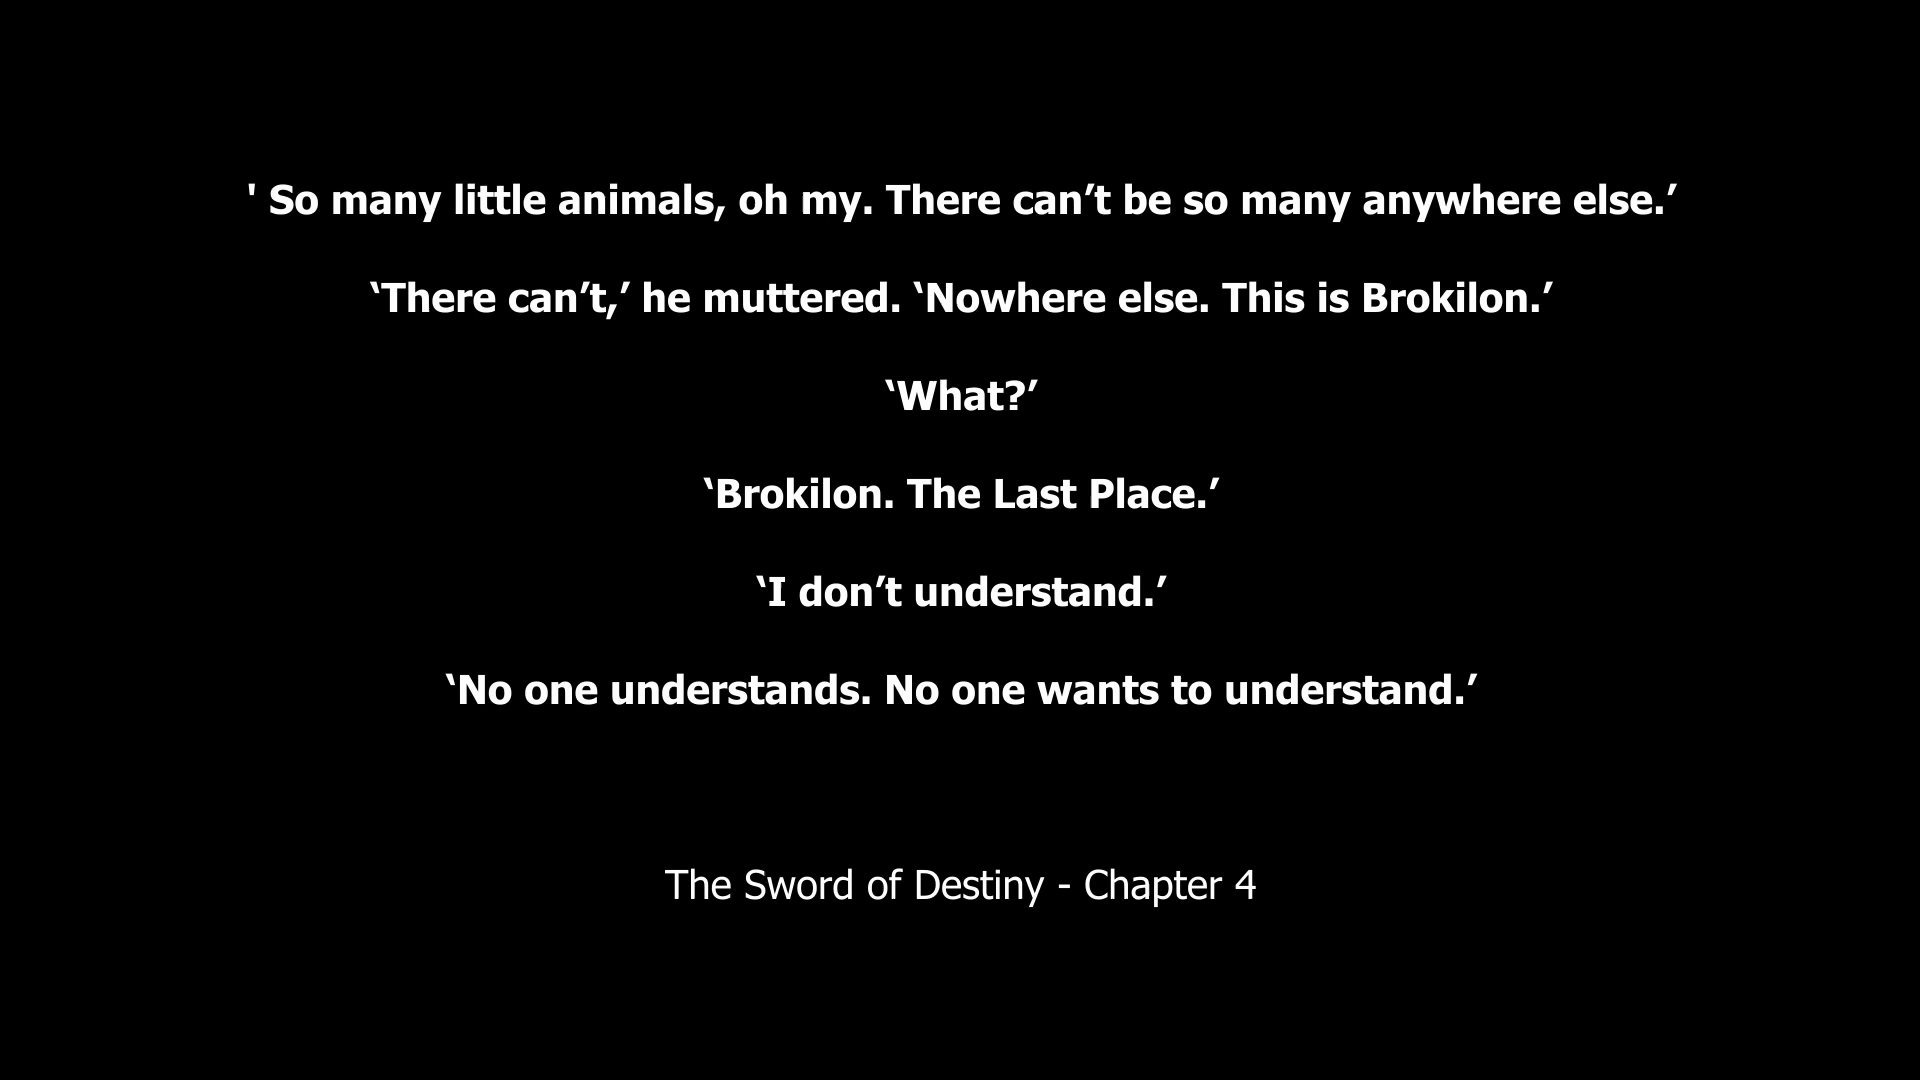 ' So many little animals, oh my. There can’t be so many anywhere else.’
‘There can’t,’ he muttered. ‘Nowhere else. This is Brokilon.’
‘What?’
‘Brokilon. The Last Place.’
‘I don’t understand.’
‘No one understands. No one wants to understand.’
The Sword of Destiny - Chapter 4